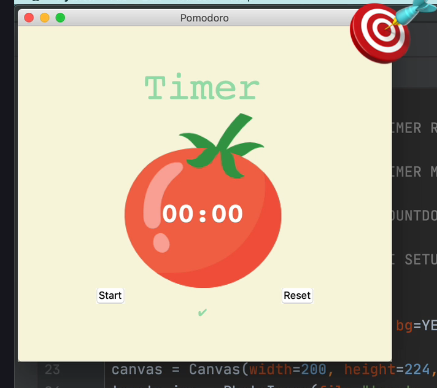 Pomodoro
Timer
IMER R
IMER M
OUNTDO
I SETU
00:00
Start
Reset
✔
bg=YE
23
canvas = Canvas(width=200, height=224,